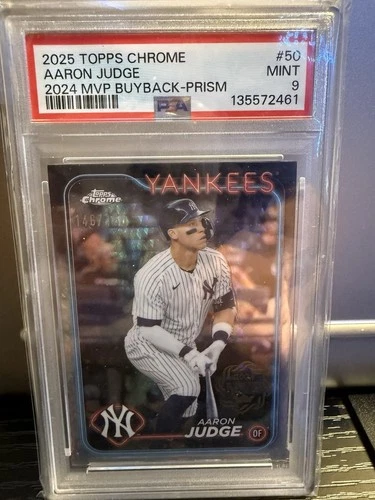 2025 TOPPS CHROME #50
AARON JUDGE MINT
2024 MVP BUYBACK-PRISM 9
PSA 135572461
Topps Chrome
YANKEES
NY
AARON
JUDGE OF